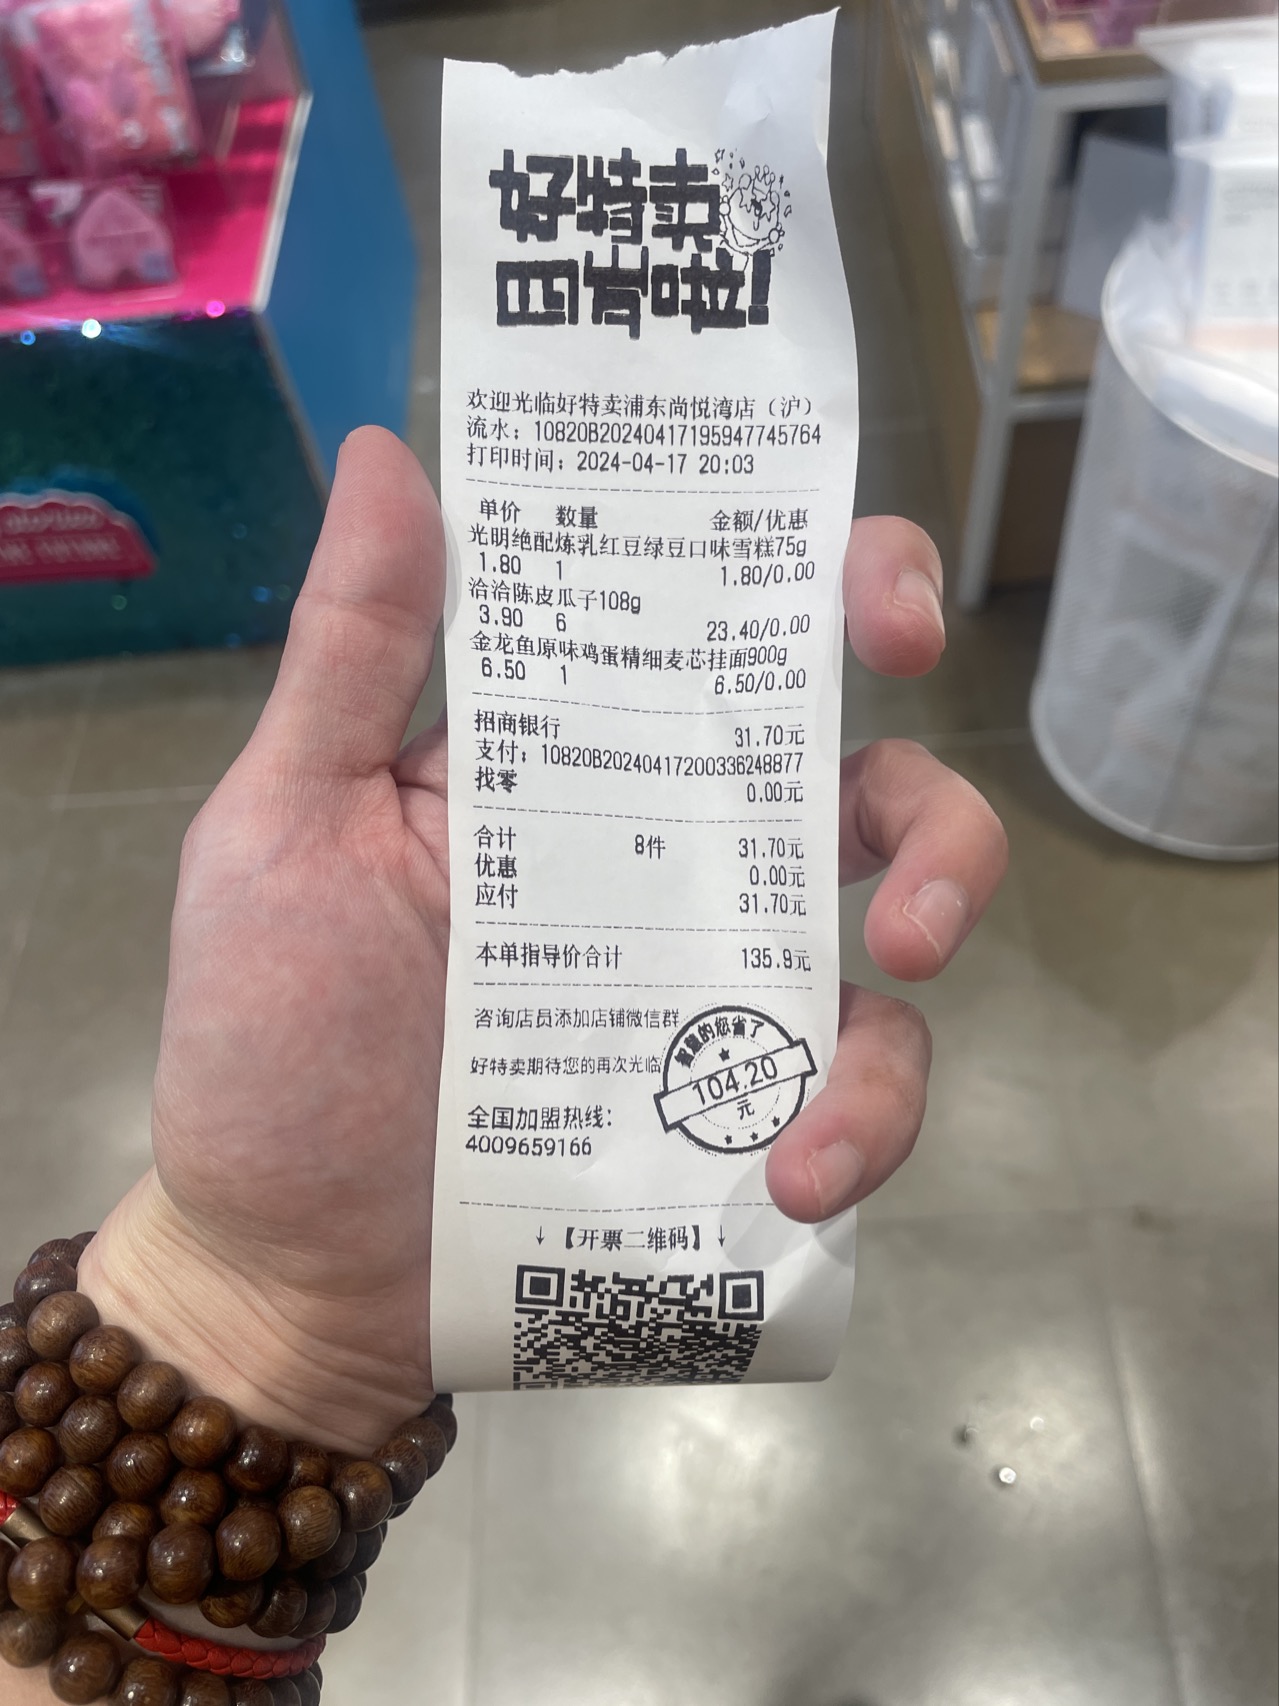 好特卖
欢迎光临好特卖浦东尚悦湾店（沪）
流水：10820B20240417195947745764
打印时间：2024-04-17 20:03
单价 数量 金额/优惠
光明绝配炼乳红豆绿豆口味雪糕75g
1.80 1 1.80/0.00
洽洽陈皮瓜子108g
3.90 6 23.40/0.00
金龙鱼原味鸡蛋精细麦芯挂面900g
6.50 1 6.50/0.00
招商银行 31.70元
支付：10820B20240417200336248877
找零 0.00元
合计 8件 31.70元
优惠 0.00元
应付 31.70元
本单指导价合计 135.9元
咨询店员添加店铺微信群
好特卖期待您的再次光临
智慧的您省了
104.20
元
全国加盟热线：
4009659166
↓【开票二维码】↓